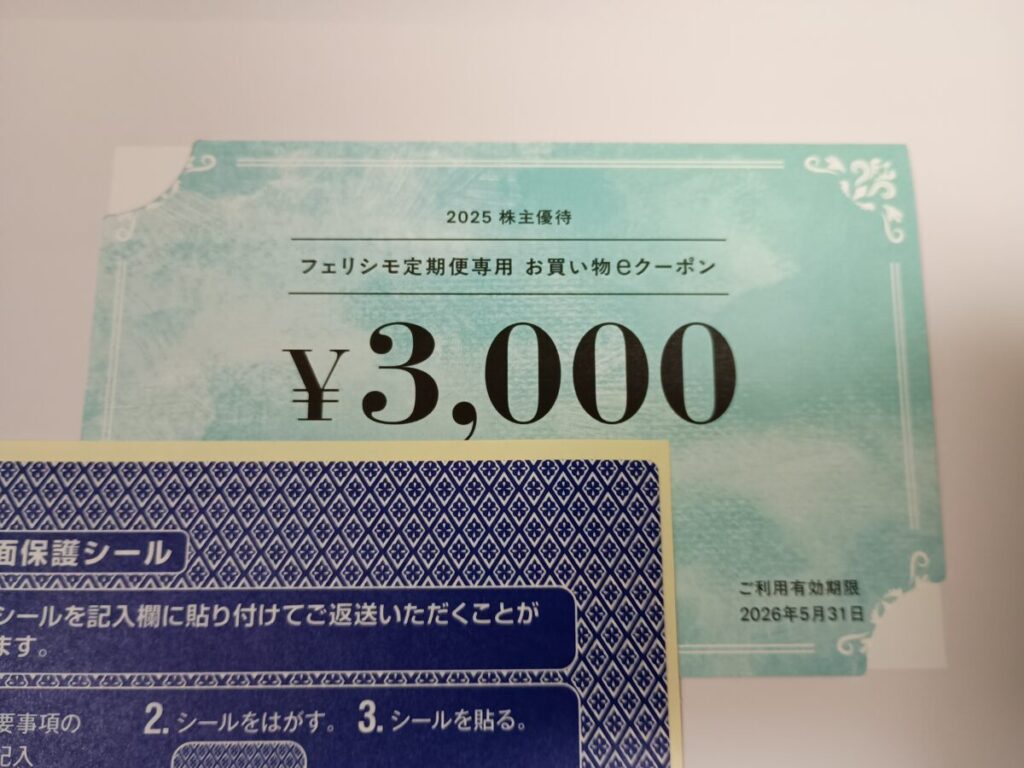 2025 株主優待
フェリシモ定期便専用 お買い物eクーポン
¥3,000
ご利用有効期限
2026年5月31日
面保護シール
シールを記入欄に貼り付けてご返送いただくことが
ます。
要事項の
記入
2. シールをはがす。
3. シールを貼る。